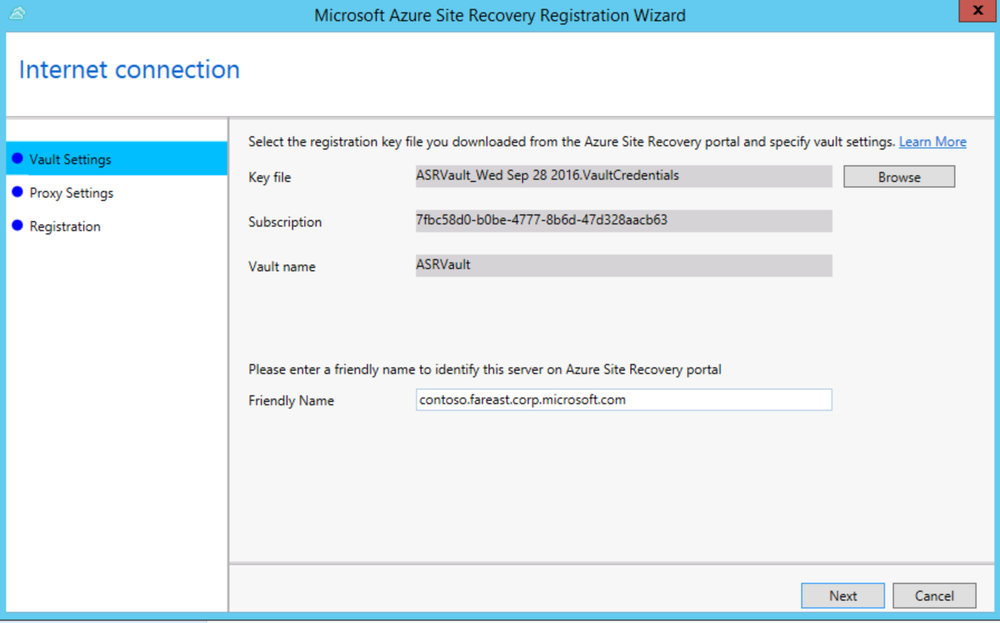 Microsoft Azure Site Recovery Registration Wizard
x
Internet connection
Vault Settings
Proxy Settings
Registration
Select the registration key file you downloaded from the Azure Site Recovery portal and specify vault settings. Learn More
Key file
ASRVault_Wed Sep 28 2016.VaultCredentials
Browse
Subscription
7fbc58d0-b0be-4777-8b6d-47d328aacb63
Vault name
ASRVault
Please enter a friendly name to identify this server on Azure Site Recovery portal
Friendly Name
contoso.fareast.corp.microsoft.com
Next
Cancel